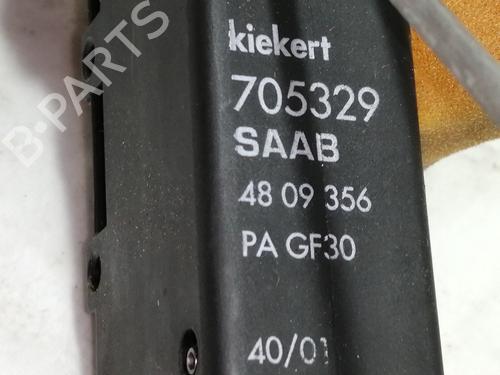 kiekert
705329
SAAB
48 09 356
PA GF30
40/01
B-PARTS